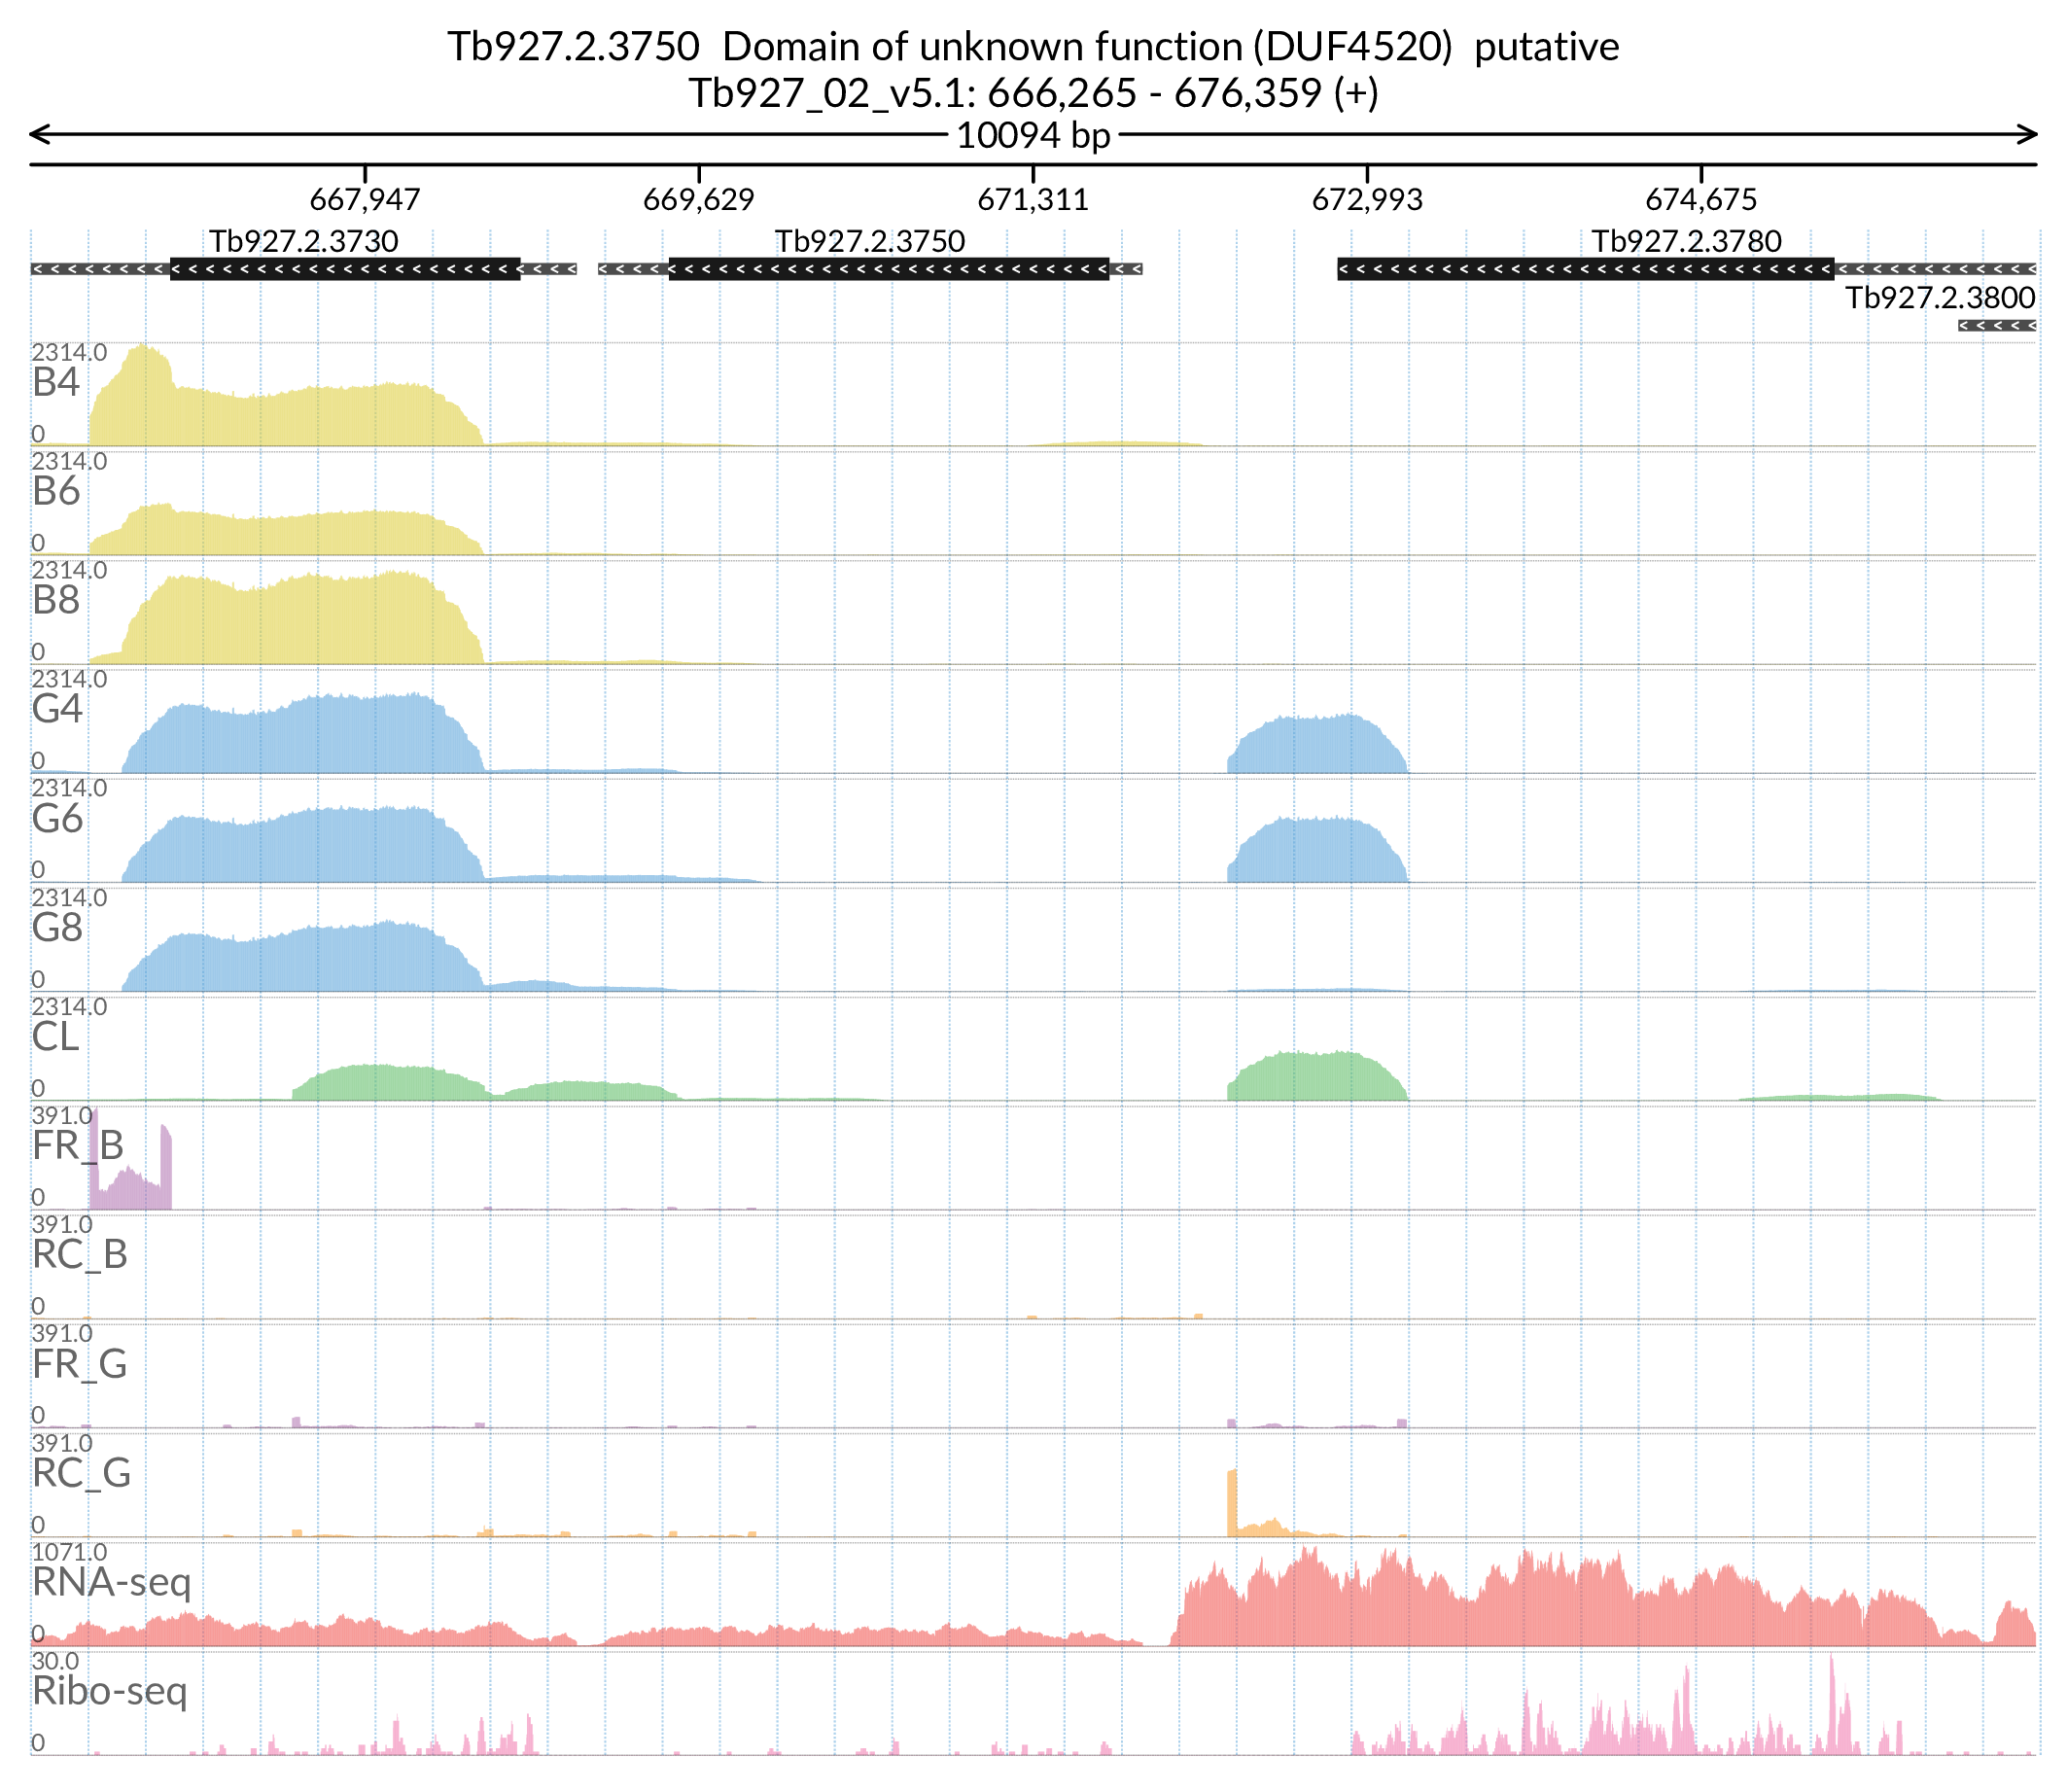 Tb927.2.3750  Domain of unknown function (DUF4520)  putative
Tb927_02_v5.1: 666,265 - 676,359 (+)
10094 bp
667,947 669,629 671,311 672,993 674,675
Tb927.2.3730 Tb927.2.3750 Tb927.2.3780
Tb927.2.3800
2314.0
B4
0
2314.0
B6
0
2314.0
B8
0
2314.0
G4
0
2314.0
G6
0
2314.0
G8
0
2314.0
CL
0
391.0
FR_B
0
391.0
RC_B
0
391.0
FR_G
0
391.0
RC_G
0
1071.0
RNA-seq
0
30.0
Ribo-seq
0